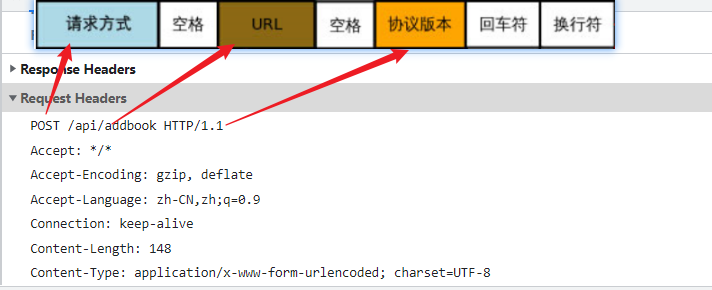 请求方式 空格 URL 空格 协议版本 回车符 换行符
Response Headers
Request Headers
POST /api/addbook HTTP/1.1
Accept: */*
Accept-Encoding: gzip, deflate
Accept-Language: zh-CN,zh;q=0.9
Connection: keep-alive
Content-Length: 148
Content-Type: application/x-www-form-urlencoded; charset=UTF-8